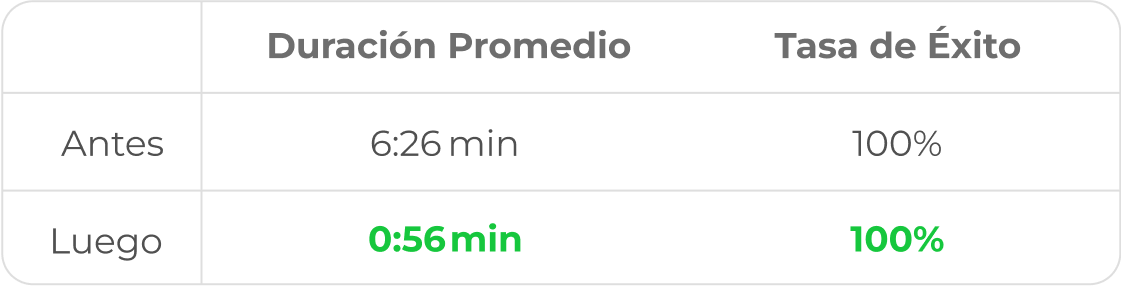 Duración Promedio Tasa de Éxito
Antes 6:26 min 100%
Luego 0:56 min 100%